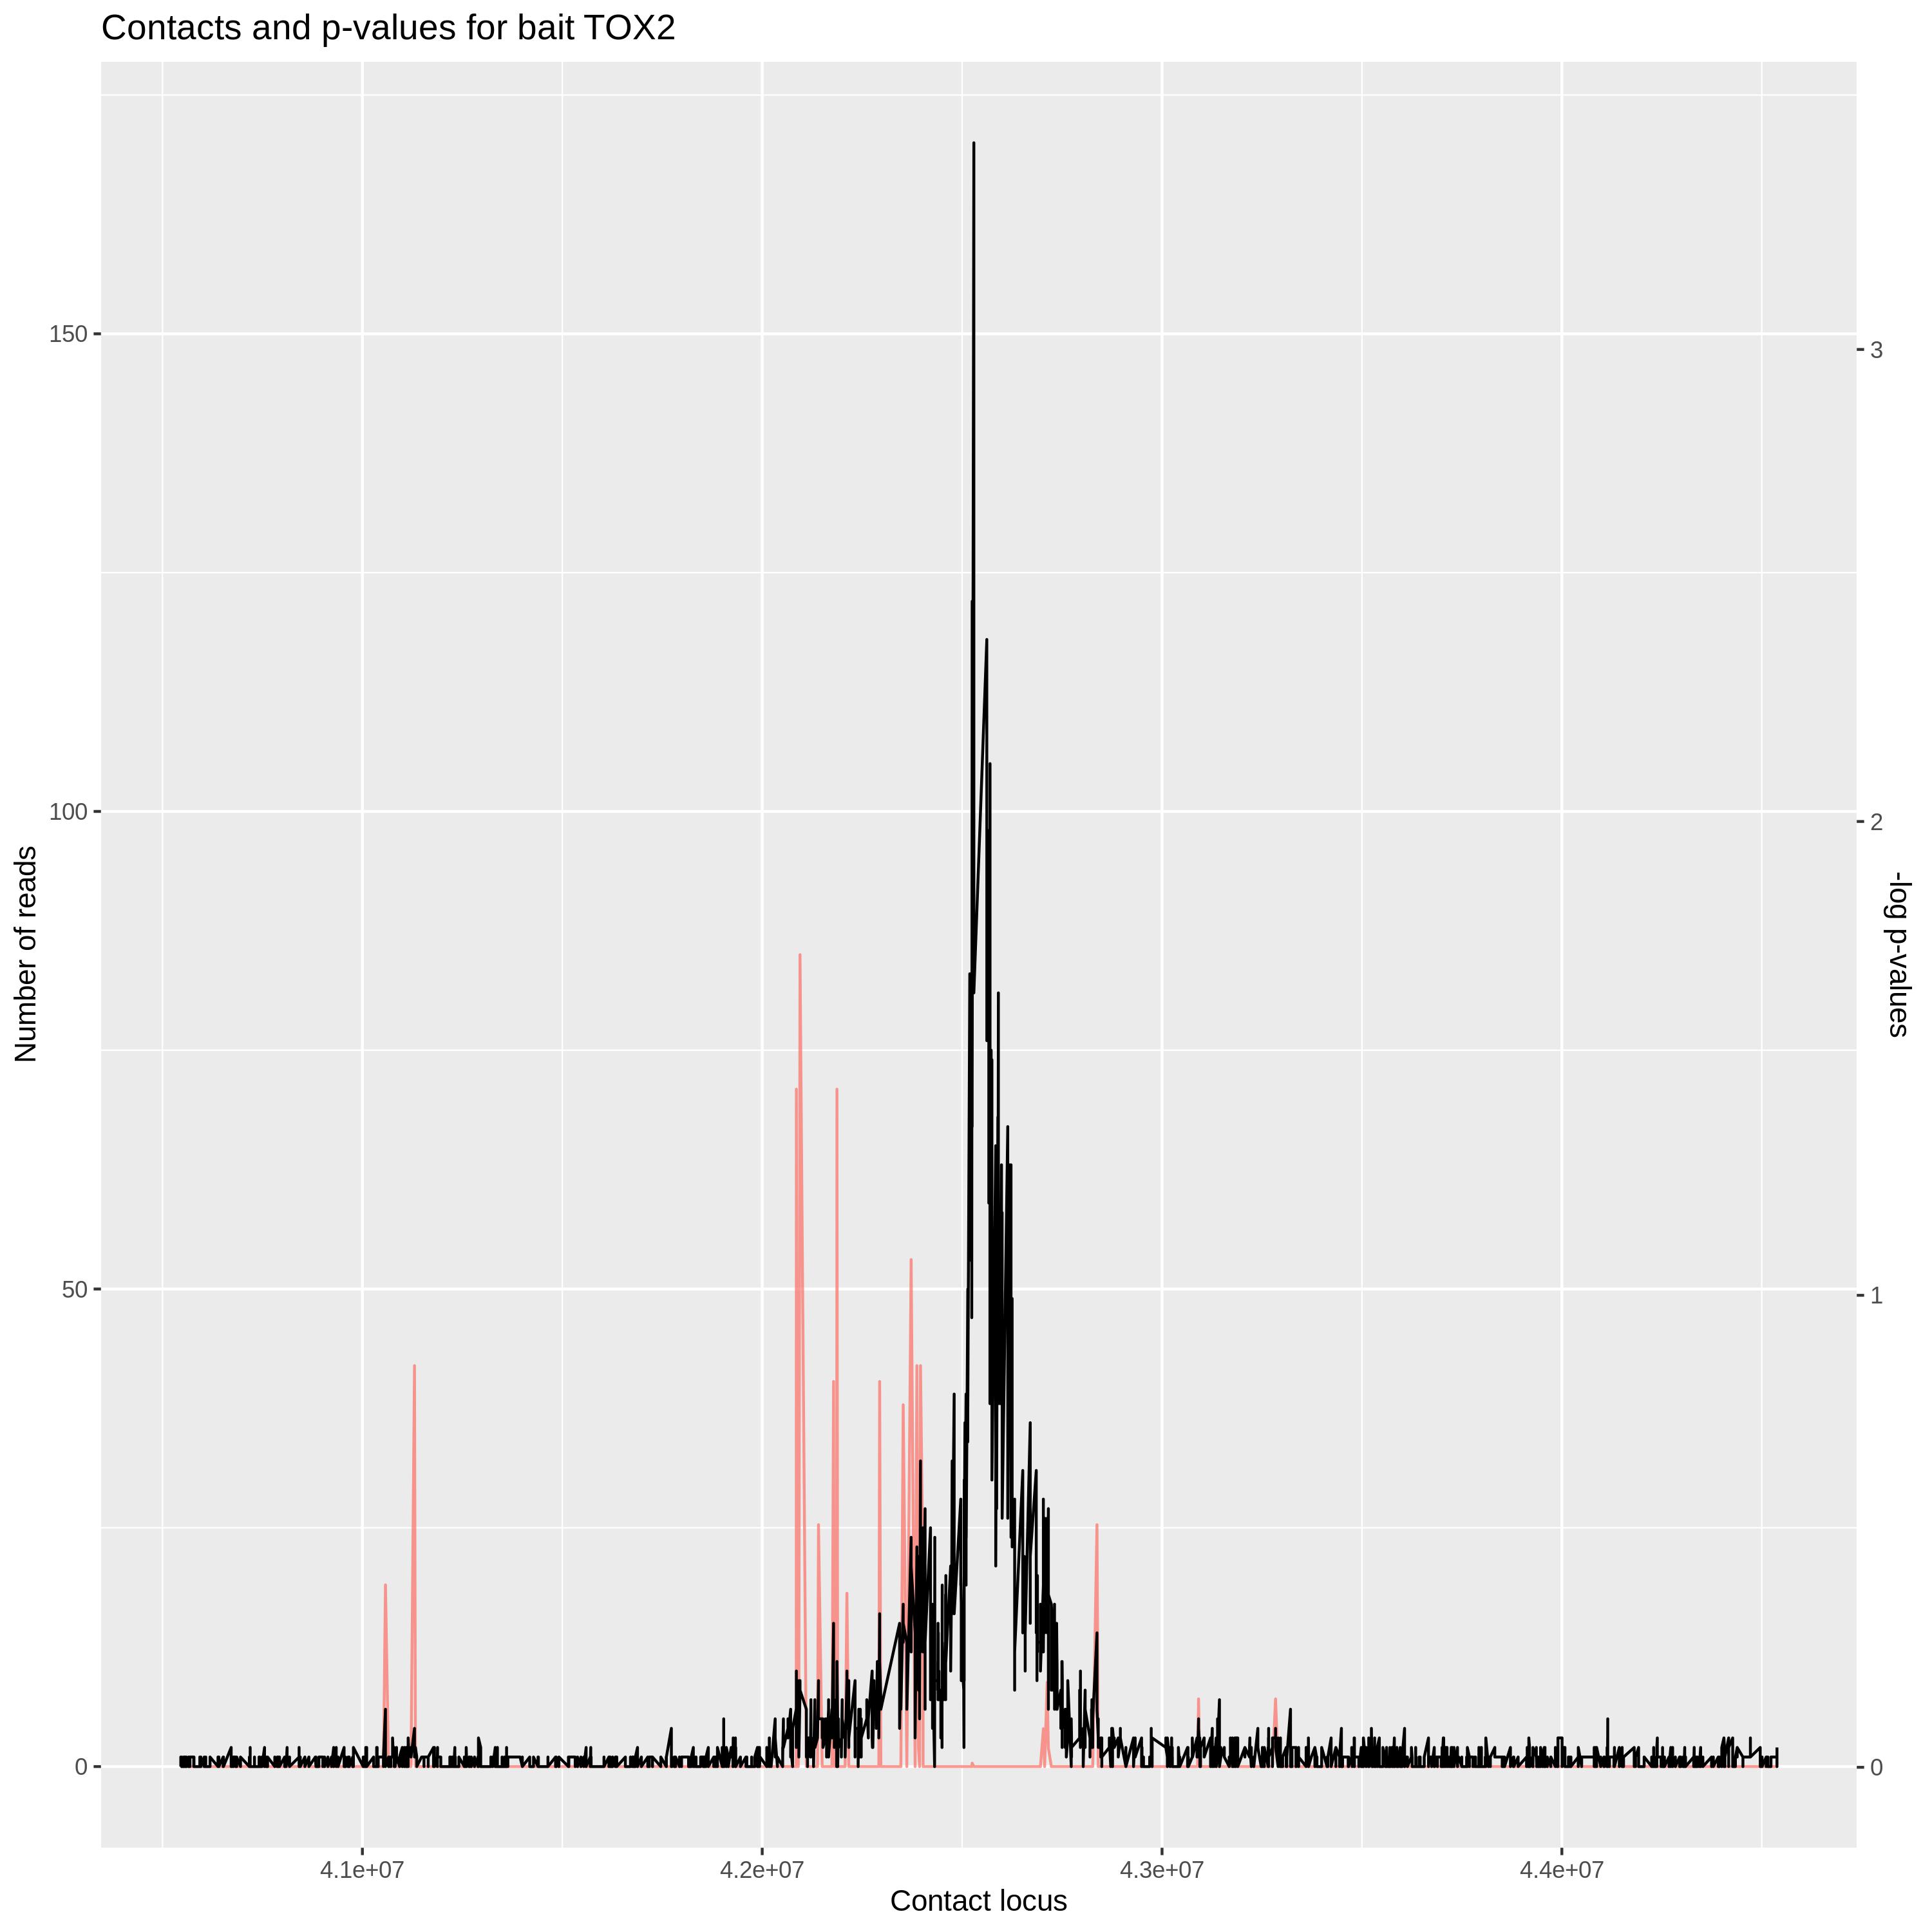 Contacts and p-values for bait TOX2
150
100
50
0
Number of reads
3
2
1
0
-log p-values
4.1e+07 4.2e+07 4.3e+07 4.4e+07
Contact locus